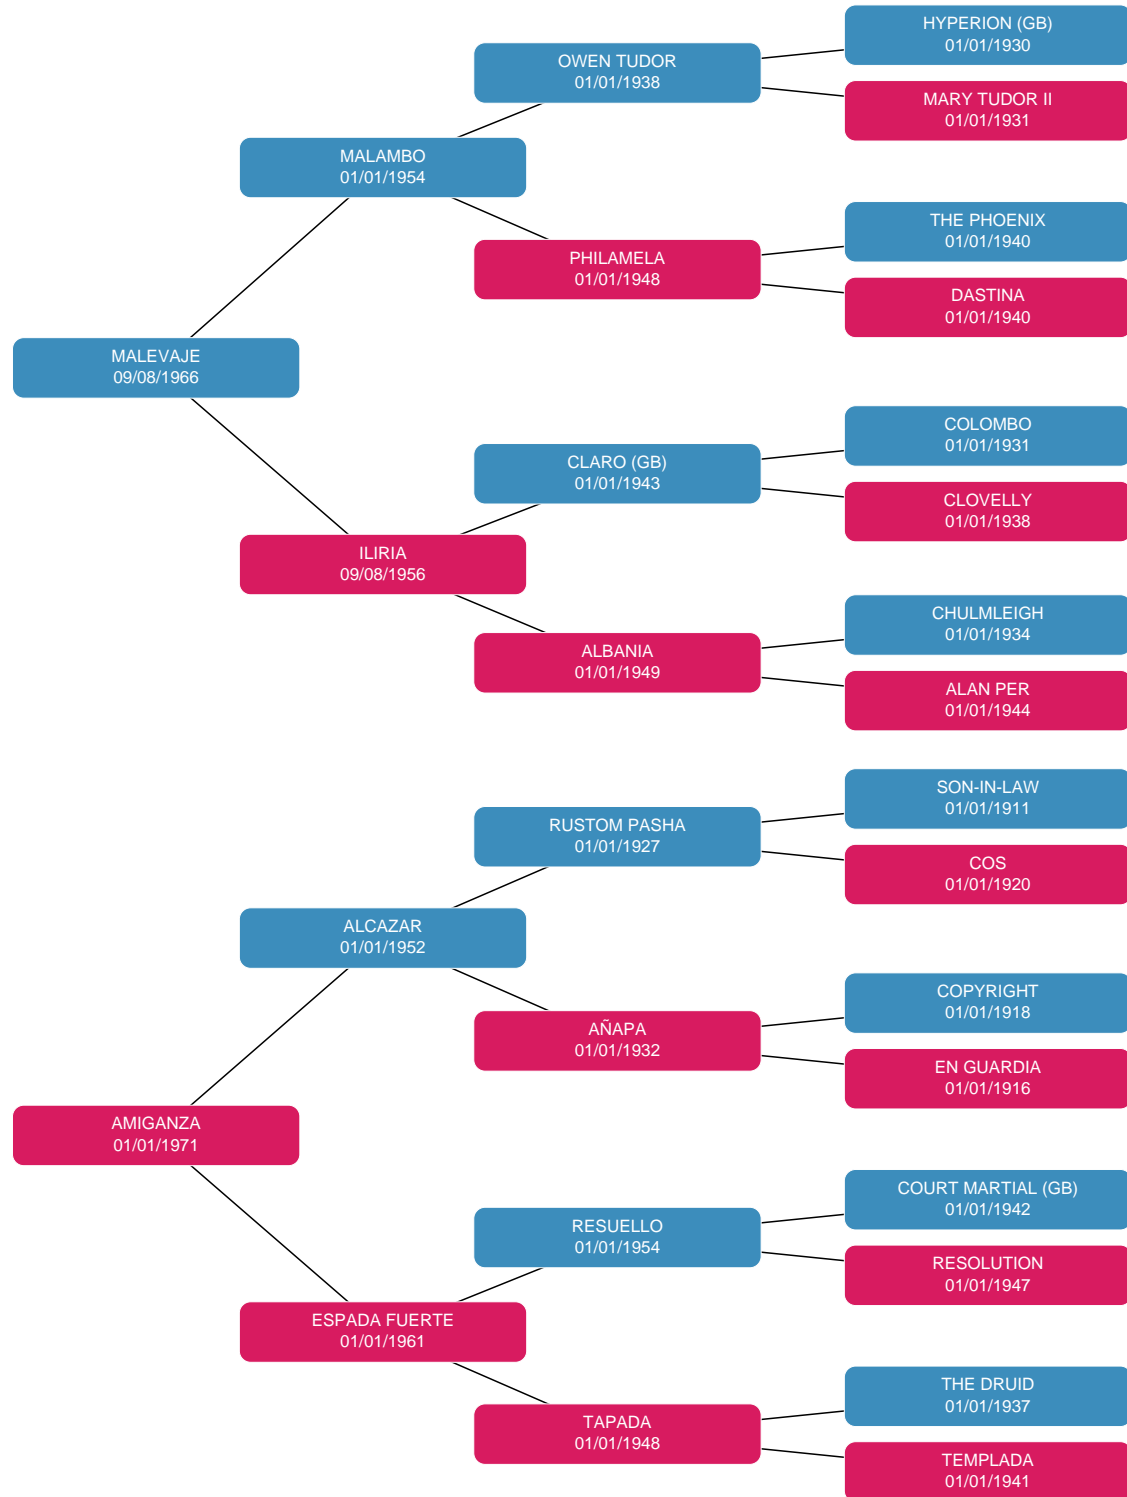 HYPERION (GB)
01/01/1930
OWEN TUDOR
01/01/1938
MARY TUDOR II
01/01/1931
MALAMBO
01/01/1954
THE PHOENIX
01/01/1940
PHILAMELA
01/01/1948
DASTINA
01/01/1940
MALEVAJE
09/08/1966
COLOMBO
01/01/1931
CLARO (GB)
01/01/1943
CLOVELLY
01/01/1938
ILIRIA
09/08/1956
CHULMLEIGH
01/01/1934
ALBANIA
01/01/1949
ALAN PER
01/01/1944
SON-IN-LAW
01/01/1911
RUSTOM PASHA
01/01/1927
COS
01/01/1920
ALCAZAR
01/01/1952
COPYRIGHT
01/01/1918
AÑAPA
01/01/1932
EN GUARDIA
01/01/1916
AMIGANZA
01/01/1971
COURT MARTIAL (GB)
01/01/1942
RESUELLO
01/01/1954
RESOLUTION
01/01/1947
ESPADA FUERTE
01/01/1961
THE DRUID
01/01/1937
TAPADA
01/01/1948
TEMPLADA
01/01/1941